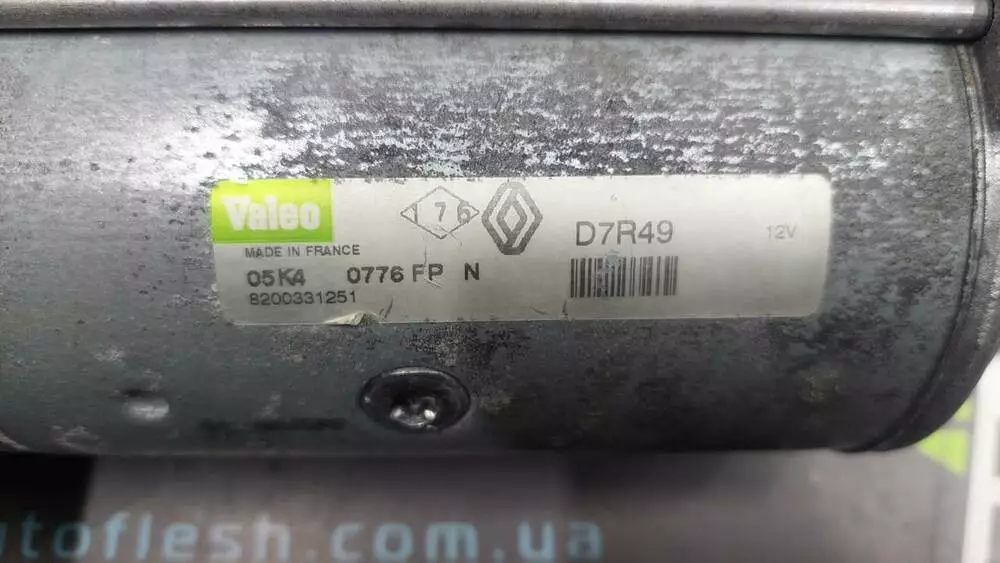 Valeo
176
D7R49
12V
MADE IN FRANCE
05K4 0776 FP N
8200331251
utoflesh.com.ua